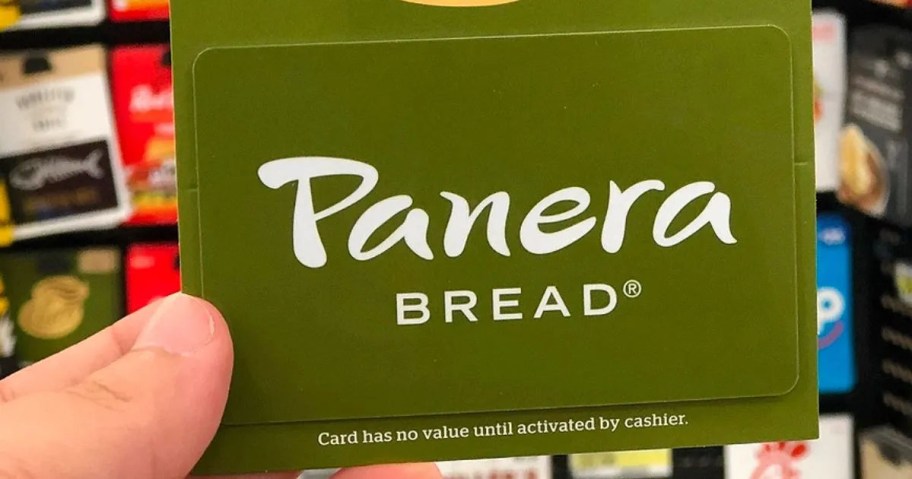 Panera
BREAD®
Card has no value until activated by cashier.